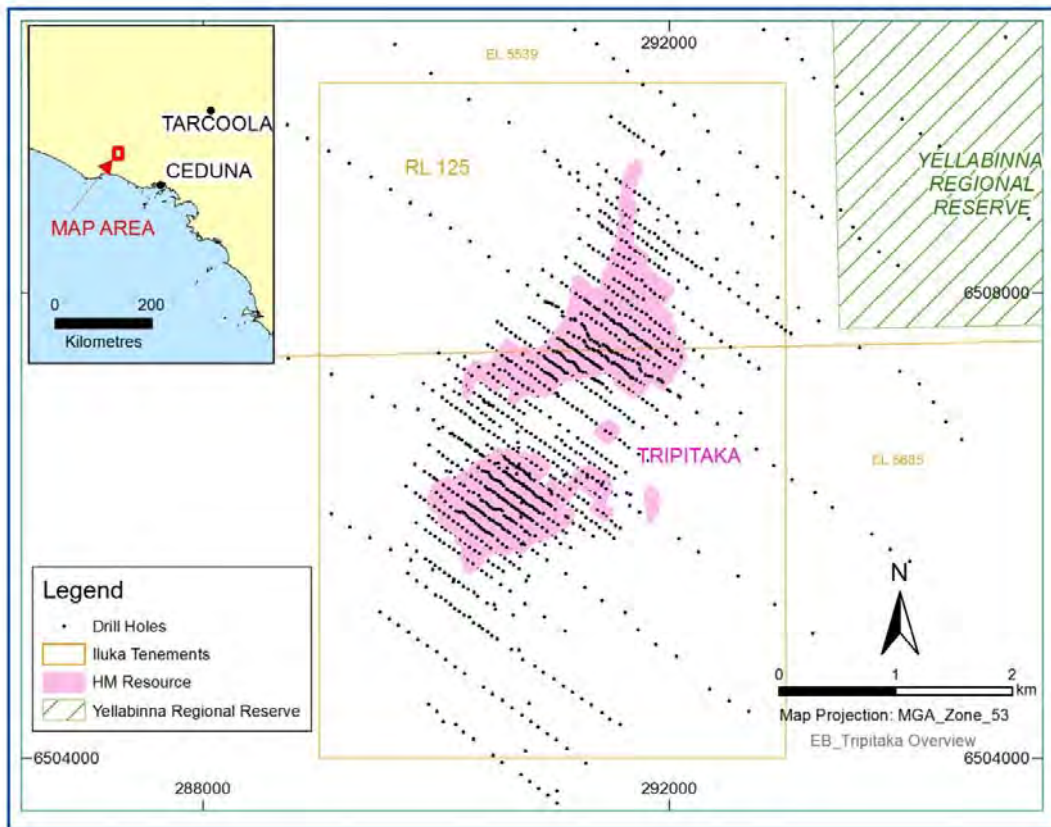 292000
EL 5539
TARCOOLA
CEDUNA
MAP AREA
0 200
Kilometres
RL 125
YELLABINNA
REGIONAL
RESERVE
6508000
TRIPITAKA
EL 5685
Legend
Drill Holes
Iluka Tenements
HM Resource
Yellabinna Regional Reserve
N
0 1 2
km
Map Projection: MGA_Zone_53
EB_Tripitaka Overview
6504000
6504000
288000
292000